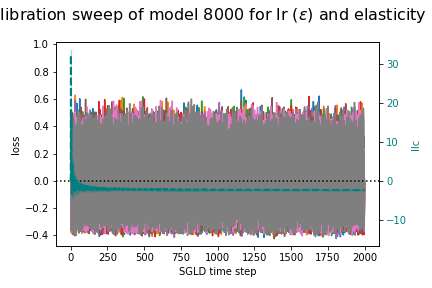 libration sweep of model 8000 for lr (ε) and elasticity
1.0
0.8
0.6
0.4
0.2
0.0
−0.2
−0.4
loss
30
20
10
0
−10
llc
0 250 500 750 1000 1250 1500 1750 2000
SGLD time step